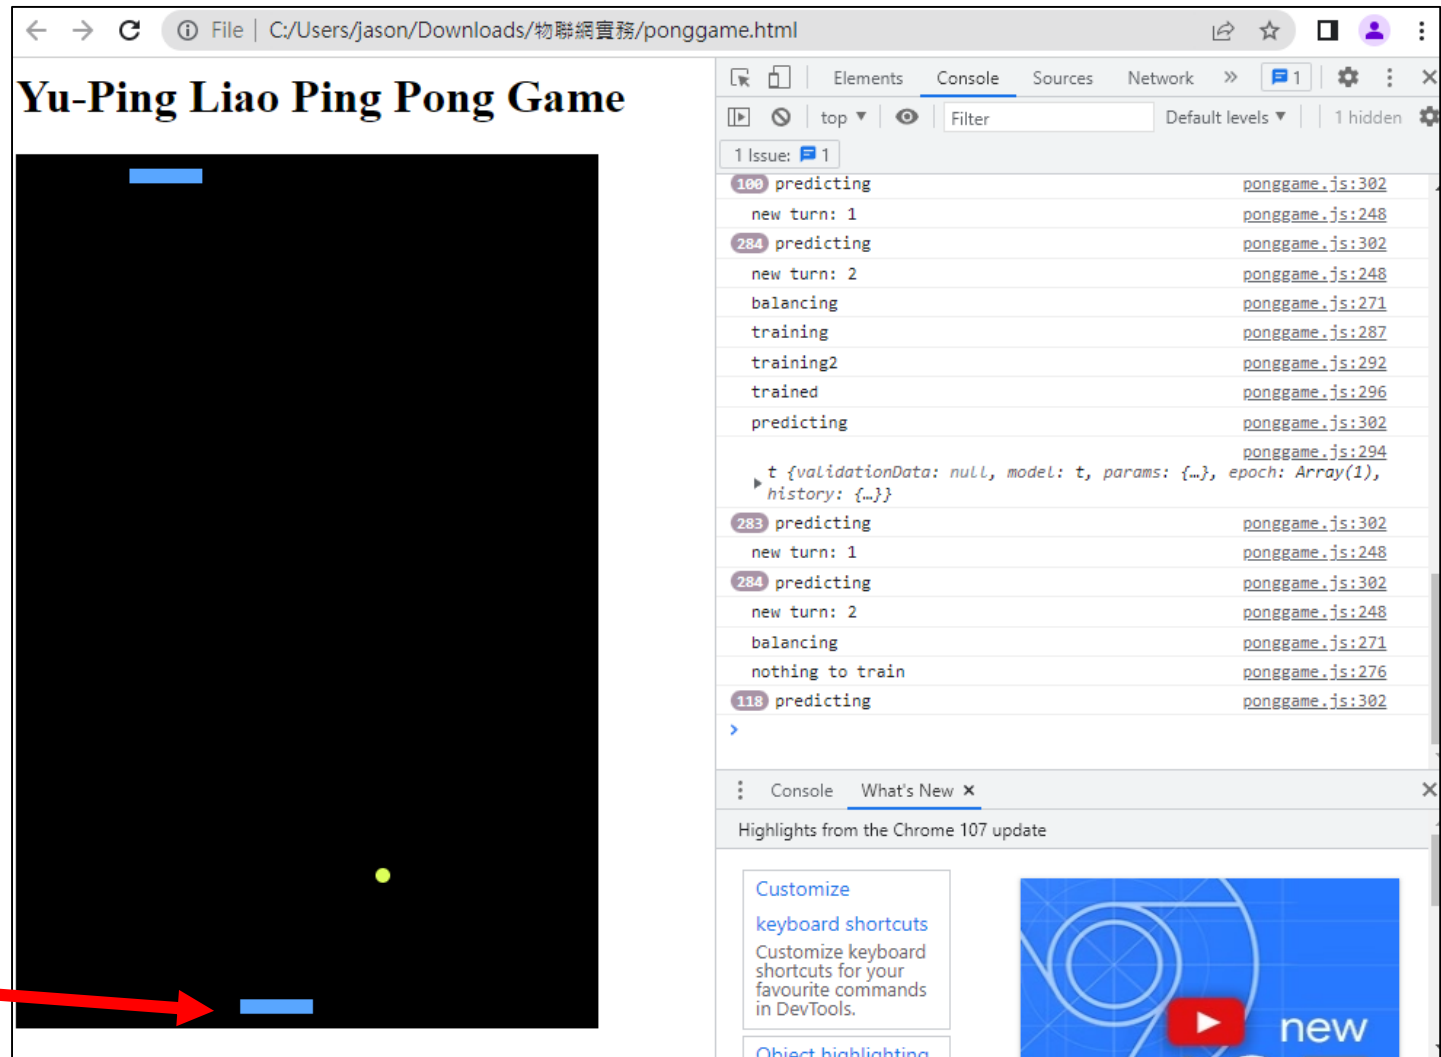 File | C:/Users/jason/Downloads/物聯網實務/ponggame.html
Yu-Ping Liao Ping Pong Game
Elements Console Sources Network » 1
top ▼ Filter Default levels ▼ 1 hidden
1 Issue: 1
100 predicting ponggame.js:302
new turn: 1 ponggame.js:248
284 predicting ponggame.js:302
new turn: 2 ponggame.js:248
balancing ponggame.js:271
training ponggame.js:287
training2 ponggame.js:292
trained ponggame.js:296
predicting ponggame.js:302
ponggame.js:294
t {validationData: null, model: t, params: {…}, epoch: Array(1),
history: {…}}
283 predicting ponggame.js:302
new turn: 1 ponggame.js:248
284 predicting ponggame.js:302
new turn: 2 ponggame.js:248
balancing ponggame.js:271
nothing to train ponggame.js:276
118 predicting ponggame.js:302
Console What's New ×
Highlights from the Chrome 107 update
Customize
keyboard shortcuts
Customize keyboard
shortcuts for your
favourite commands
in DevTools.
Object highlighting
new